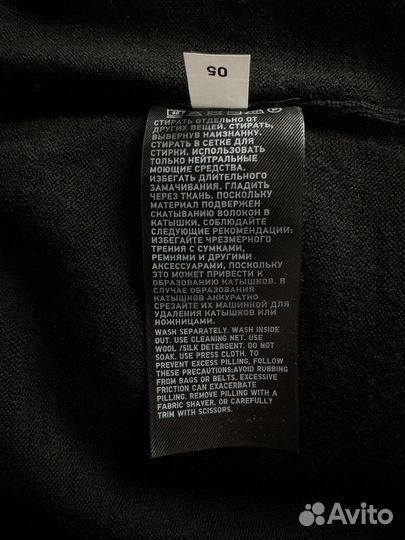 05
СТИРАТЬ ОТДЕЛЬНО ОТ
ДРУГИХ ВЕЩЕЙ. СТИРАТЬ,
ВЫВЕРНУВ НАИЗНАНКУ.
СТИРАТЬ В СЕТКЕ ДЛЯ
СТИРКИ. ИСПОЛЬЗОВАТЬ
ТОЛЬКО НЕЙТРАЛЬНЫЕ
МОЮЩИЕ СРЕДСТВА.
ИЗБЕГАТЬ ДЛИТЕЛЬНОГО
ЗАМАЧИВАНИЯ. ГЛАДИТЬ
ЧЕРЕЗ ТКАНЬ. ПОСКОЛЬКУ
МАТЕРИАЛ ПОДВЕРЖЕН
СКАТЫВАНИЮ ВОЛОКОН В
КАТЫШКИ, СОБЛЮДАЙТЕ
СЛЕДУЮЩИЕ РЕКОМЕНДАЦИИ:
ИЗБЕГАЙТЕ ЧРЕЗМЕРНОГО
ТРЕНИЯ С СУМКАМИ,
РЕМНЯМИ И ДРУГИМИ
АКСЕССУАРАМИ, ПОСКОЛЬКУ
ЭТО МОЖЕТ ПРИВЕСТИ К
ОБРАЗОВАНИЮ КАТЫШКОВ. В
СЛУЧАЕ ОБРАЗОВАНИЯ
КАТЫШКОВ АККУРАТНО
СРЕЗАЙТЕ ИХ МАШИНКОЙ ДЛЯ
УДАЛЕНИЯ КАТЫШКОВ ИЛИ
НОЖНИЦАМИ.
WASH SEPARATELY. WASH INSIDE
OUT. USE CLEANING NET. USE
WOOL /SILK DETERGENT. DO NOT
SOAK. USE PRESS CLOTH. TO
PREVENT EXCESS PILLING, FOLLOW
THESE PRECAUTIONS:AVOID RUBBING
FROM BAGS OR BELTS. EXCESSIVE
FRICTION CAN EXACERBATE
PILLING. REMOVE PILLING WITH A
FABRIC SHAVER, OR CAREFULLY
TRIM WITH SCISSORS.
Avito